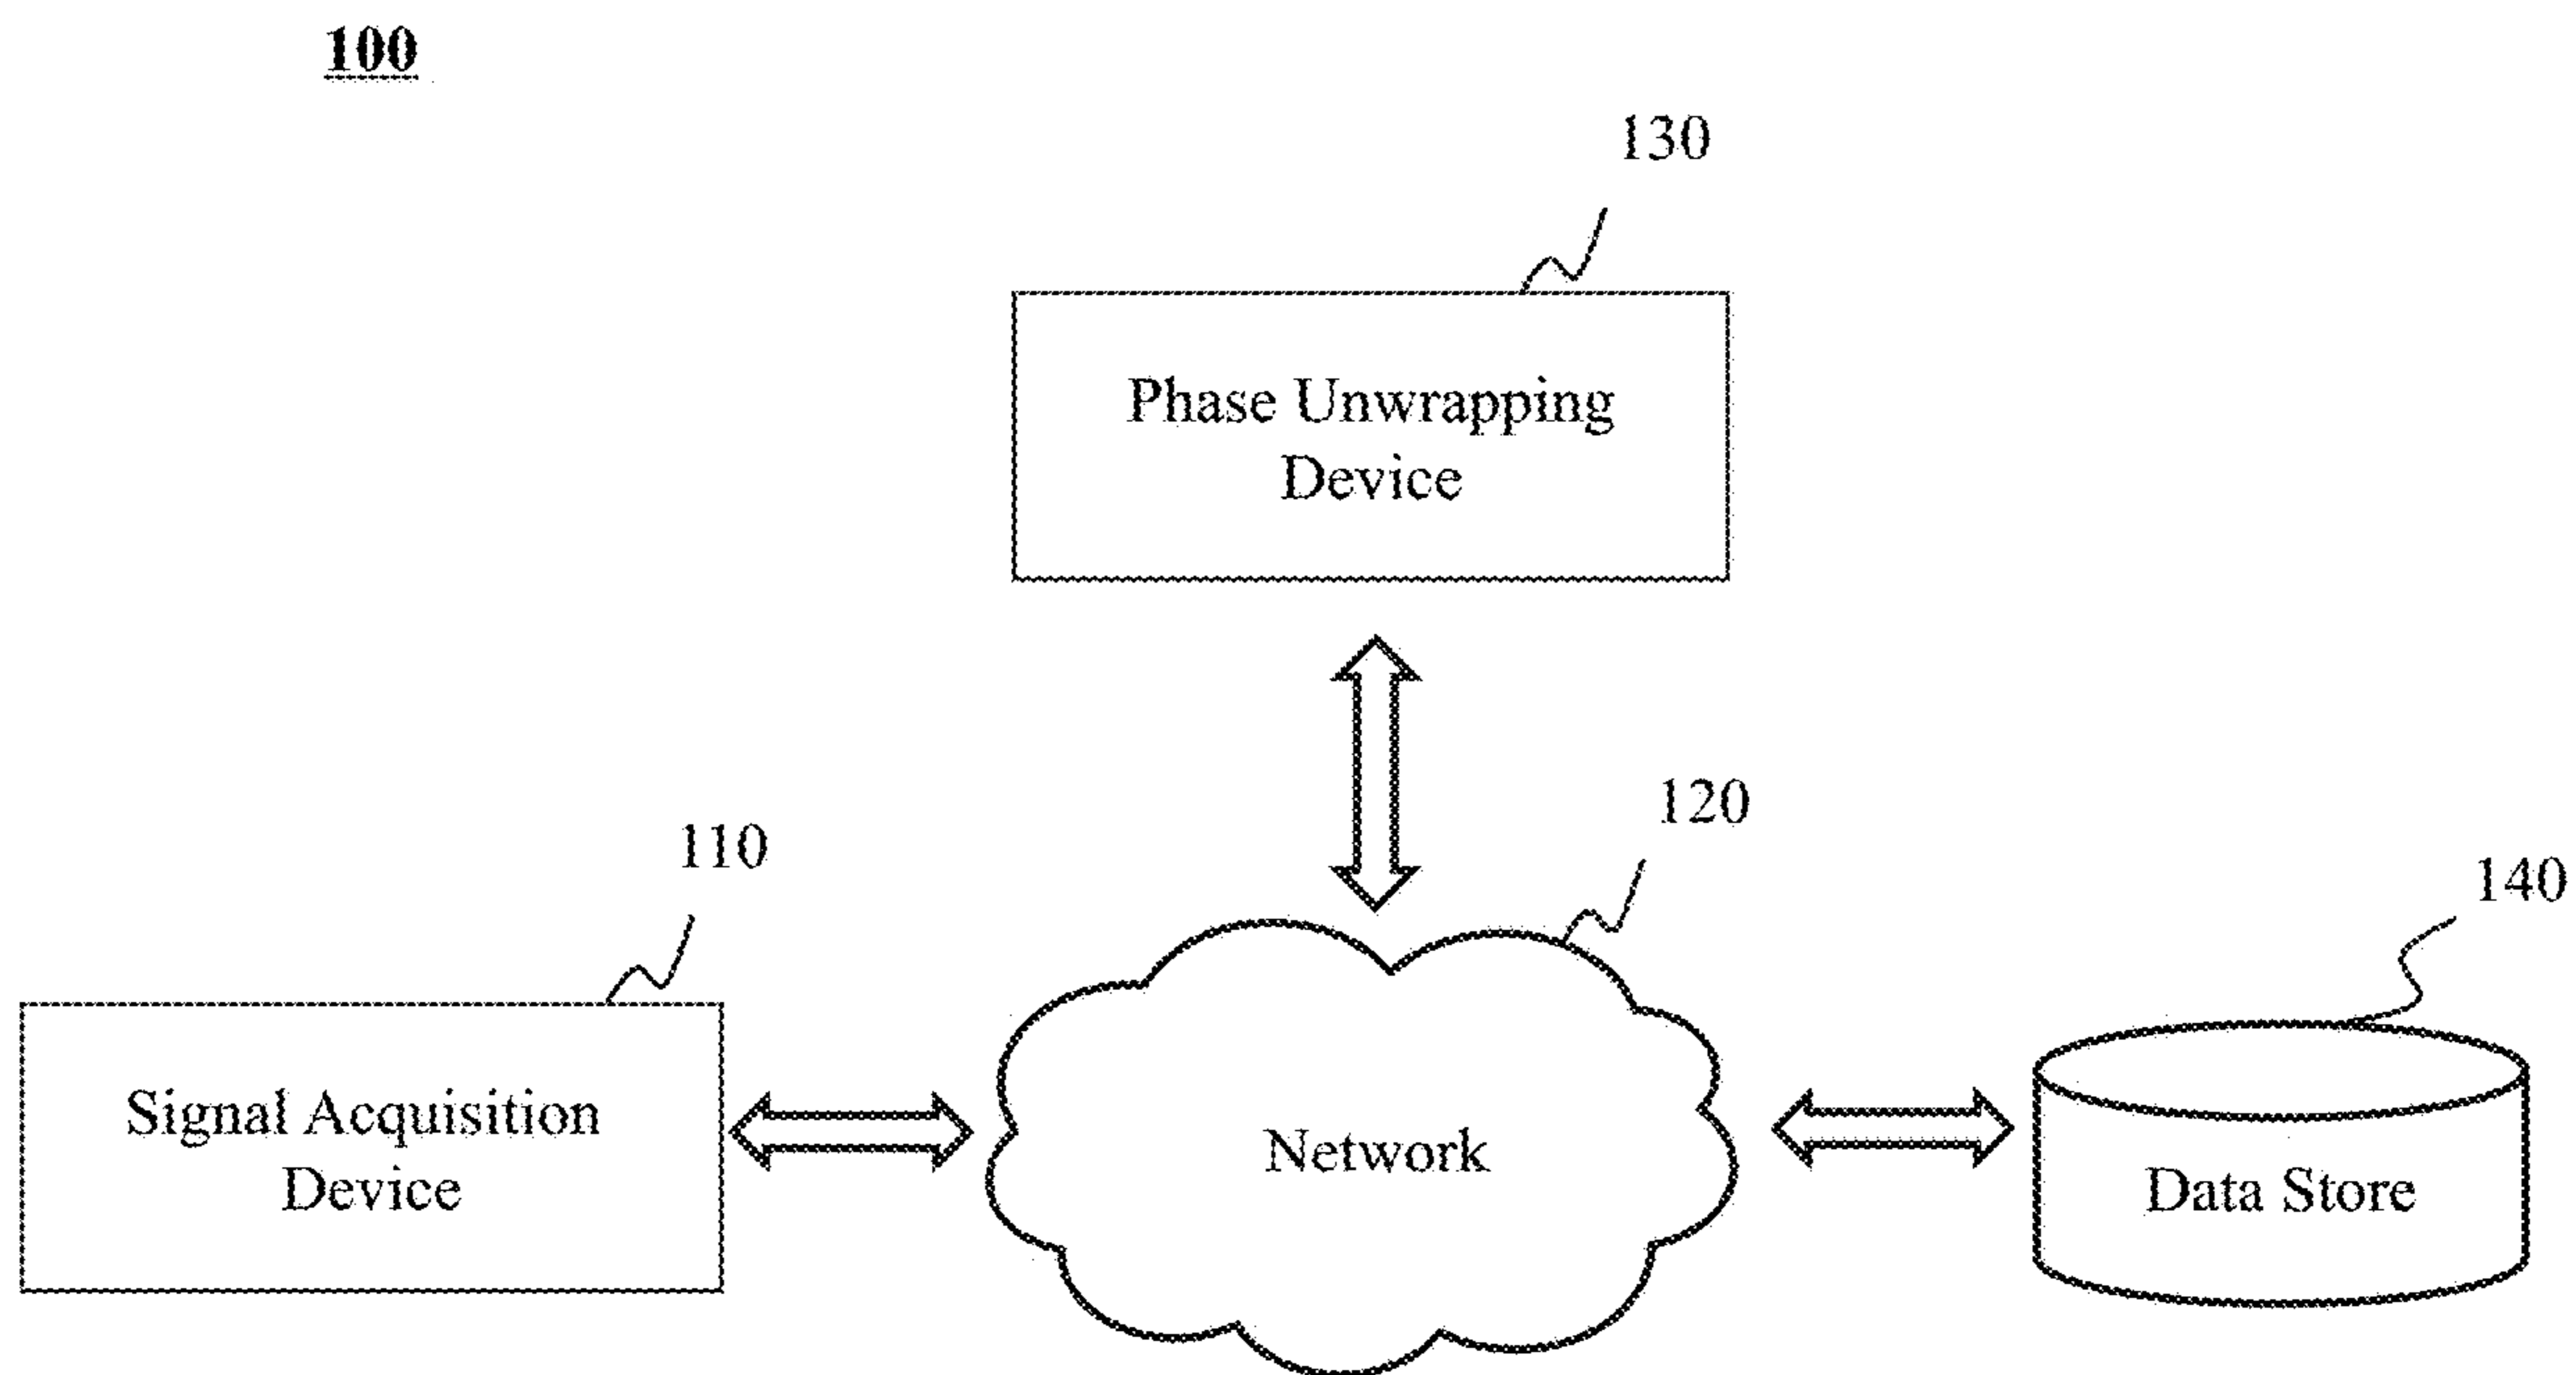 100
130
Phase Unwrapping
Device
120
110
140
Signal Acquisition
Device
Network
Data Store